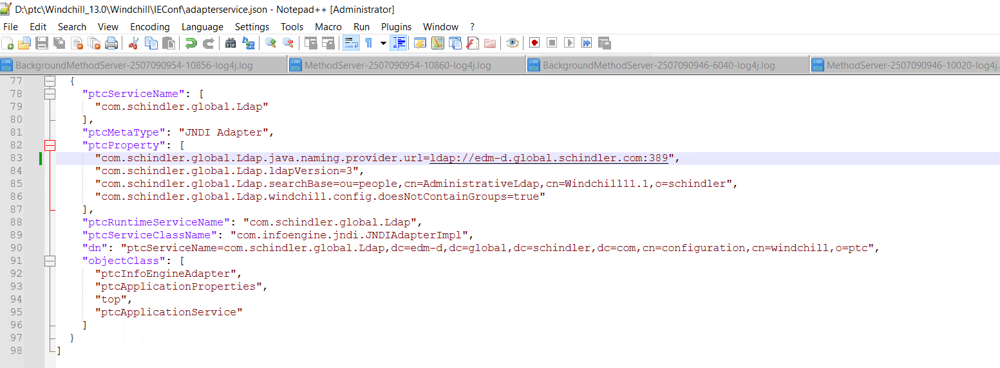 D:\ptc\Windchill_13.0\Windchill\IEConf\adapterservice.json - Notepad++ [Administrator]
File Edit Search View Encoding Language Settings Tools Macro Run Plugins Window ?
BackgroundMethodServer-2507090954-10856-log4j.log MethodServer-2507090954-10860-log4j.log BackgroundMethodServer-2507090946-6040-log4j.log MethodServer-2507090946-10020-log4j.
77 {
78 "ptcServiceName": [
79 "com.schindler.global.Ldap"
80 ],
81 "ptcMetaType": "JNDI Adapter",
82 "ptcProperty": [
83 "com.schindler.global.Ldap.java.naming.provider.url=ldap://edm-d.global.schindler.com:389",
84 "com.schindler.global.Ldap.ldapVersion=3",
85 "com.schindler.global.Ldap.searchBase=ou=people,cn=AdministrativeLdap,cn=Windchill11.1,o=schindler",
86 "com.schindler.global.Ldap.windchill.config.doesNotContainGroups=true"
87 ],
88 "ptcRuntimeServiceName": "com.schindler.global.Ldap",
89 "ptcServiceClassName": "com.infoengine.jndi.JNDIAdapterImpl",
90 "dn": "ptcServiceName=com.schindler.global.Ldap,dc=edm-d,dc=global,dc=schindler,dc=com,cn=configuration,cn=windchill,o=ptc",
91 "objectClass": [
92 "ptcInfoEngineAdapter",
93 "ptcApplicationProperties",
94 "top",
95 "ptcApplicationService"
96 ]
97 }
98 ]